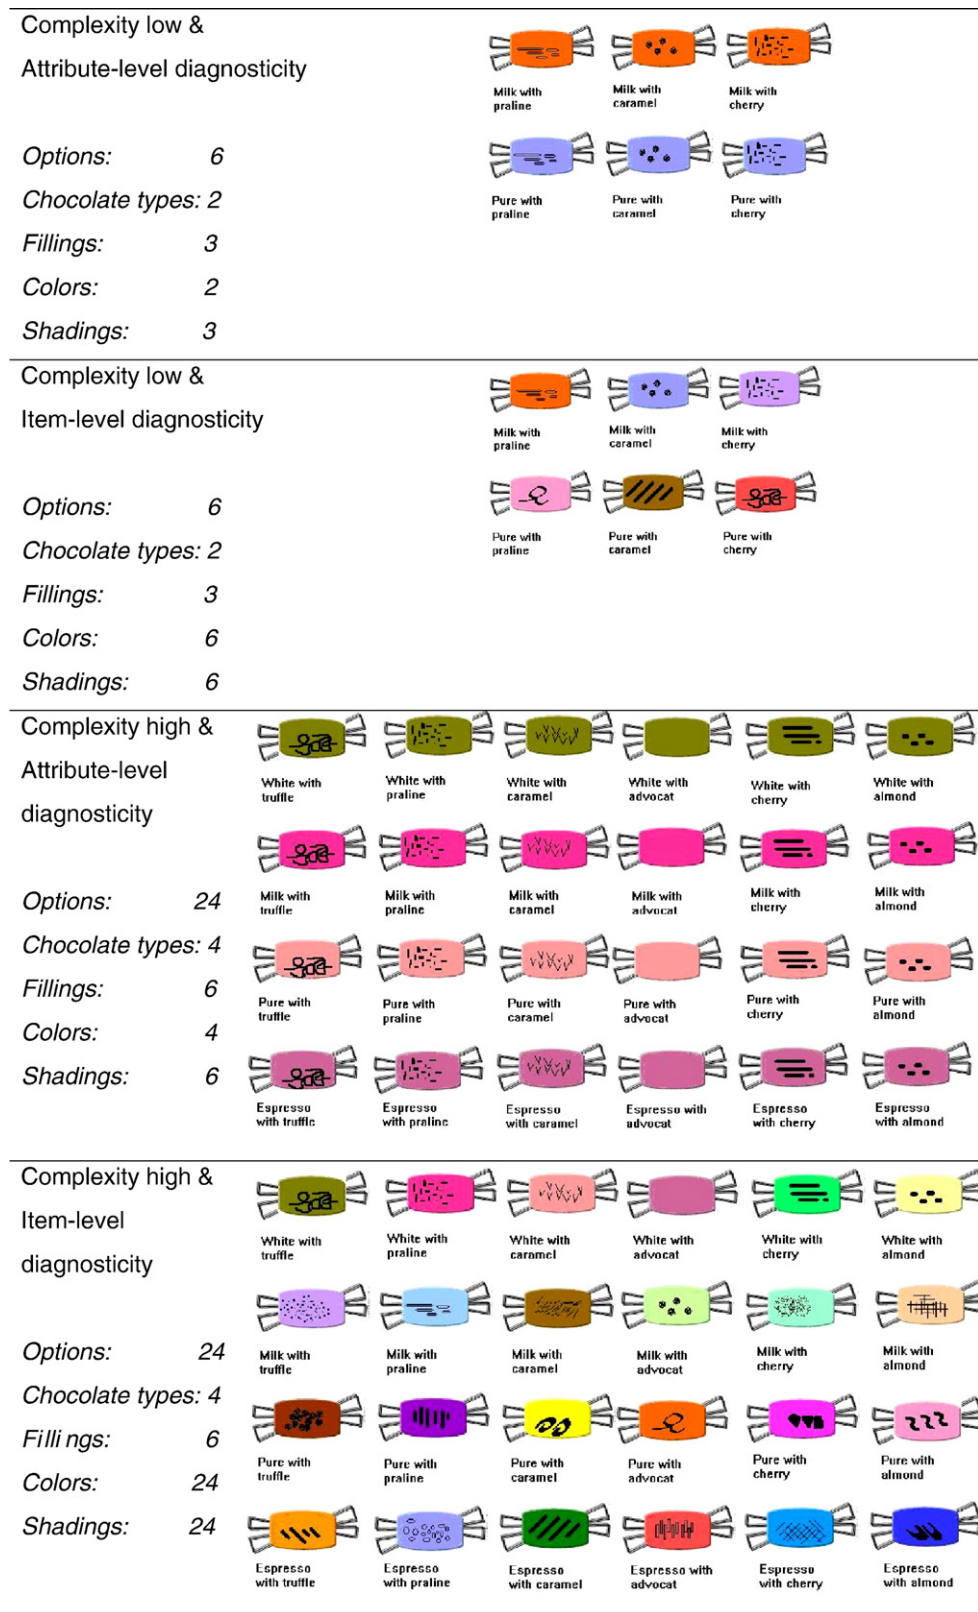 Complexity low &
Attribute-level diagnosticity
Options: 6
Chocolate types: 2
Fillings: 3
Colors: 2
Shadings: 3
Milk with praline
Milk with caramel
Milk with cherry
Pure with praline
Pure with caramel
Pure with cherry
Complexity low &
Item-level diagnosticity
Options: 6
Chocolate types: 2
Fillings: 3
Colors: 6
Shadings: 6
Milk with praline
Milk with caramel
Milk with cherry
Pure with praline
Pure with caramel
Pure with cherry
Complexity high &
Attribute-level
diagnosticity
Options: 24
Chocolate types: 4
Fillings: 6
Colors: 4
Shadings: 6
White with truffle
White with praline
White with caramel
White with advocat
White with cherry
White with almond
Milk with truffle
Milk with praline
Milk with caramel
Milk with advocat
Milk with cherry
Milk with almond
Pure with truffle
Pure with praline
Pure with caramel
Pure with advocat
Pure with cherry
Pure with almond
Espresso with truffle
Espresso with praline
Espresso with caramel
Espresso with advocat
Espresso with cherry
Espresso with almond
Complexity high &
Item-level
diagnosticity
Options: 24
Chocolate types: 4
Fillings: 6
Colors: 24
Shadings: 24
White with truffle
White with praline
White with caramel
White with advocat
White with cherry
White with almond
Milk with truffle
Milk with praline
Milk with caramel
Milk with advocat
Milk with cherry
Milk with almond
Pure with truffle
Pure with praline
Pure with caramel
Pure with advocat
Pure with cherry
Pure with almond
Espresso with truffle
Espresso with praline
Espresso with caramel
Espresso with advocat
Espresso with cherry
Espresso with almond